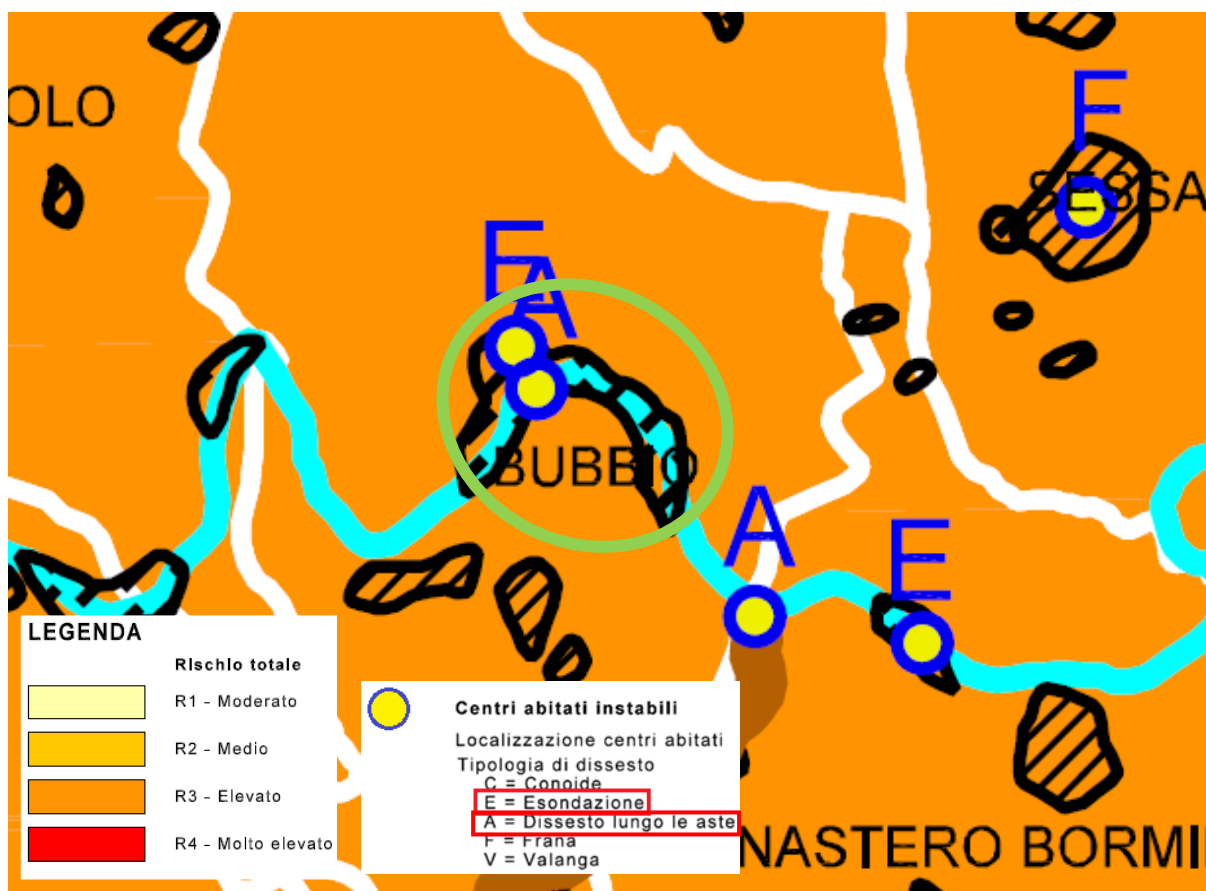 OLO
F
SESSA
E
A
BUBBIO
A
E
LEGENDA
RIschIo totale
R1 - Moderato
R2 - Medio
R3 - Elevato
R4 - Molto elevato
Centri abitati instabili
Localizzazione centri abitati
Tipologia di dissesto
C = Conoide
E = Esondazione
A = Dissesto lungo le aste
F = Frana
V = Valanga
NASTERO BORMI